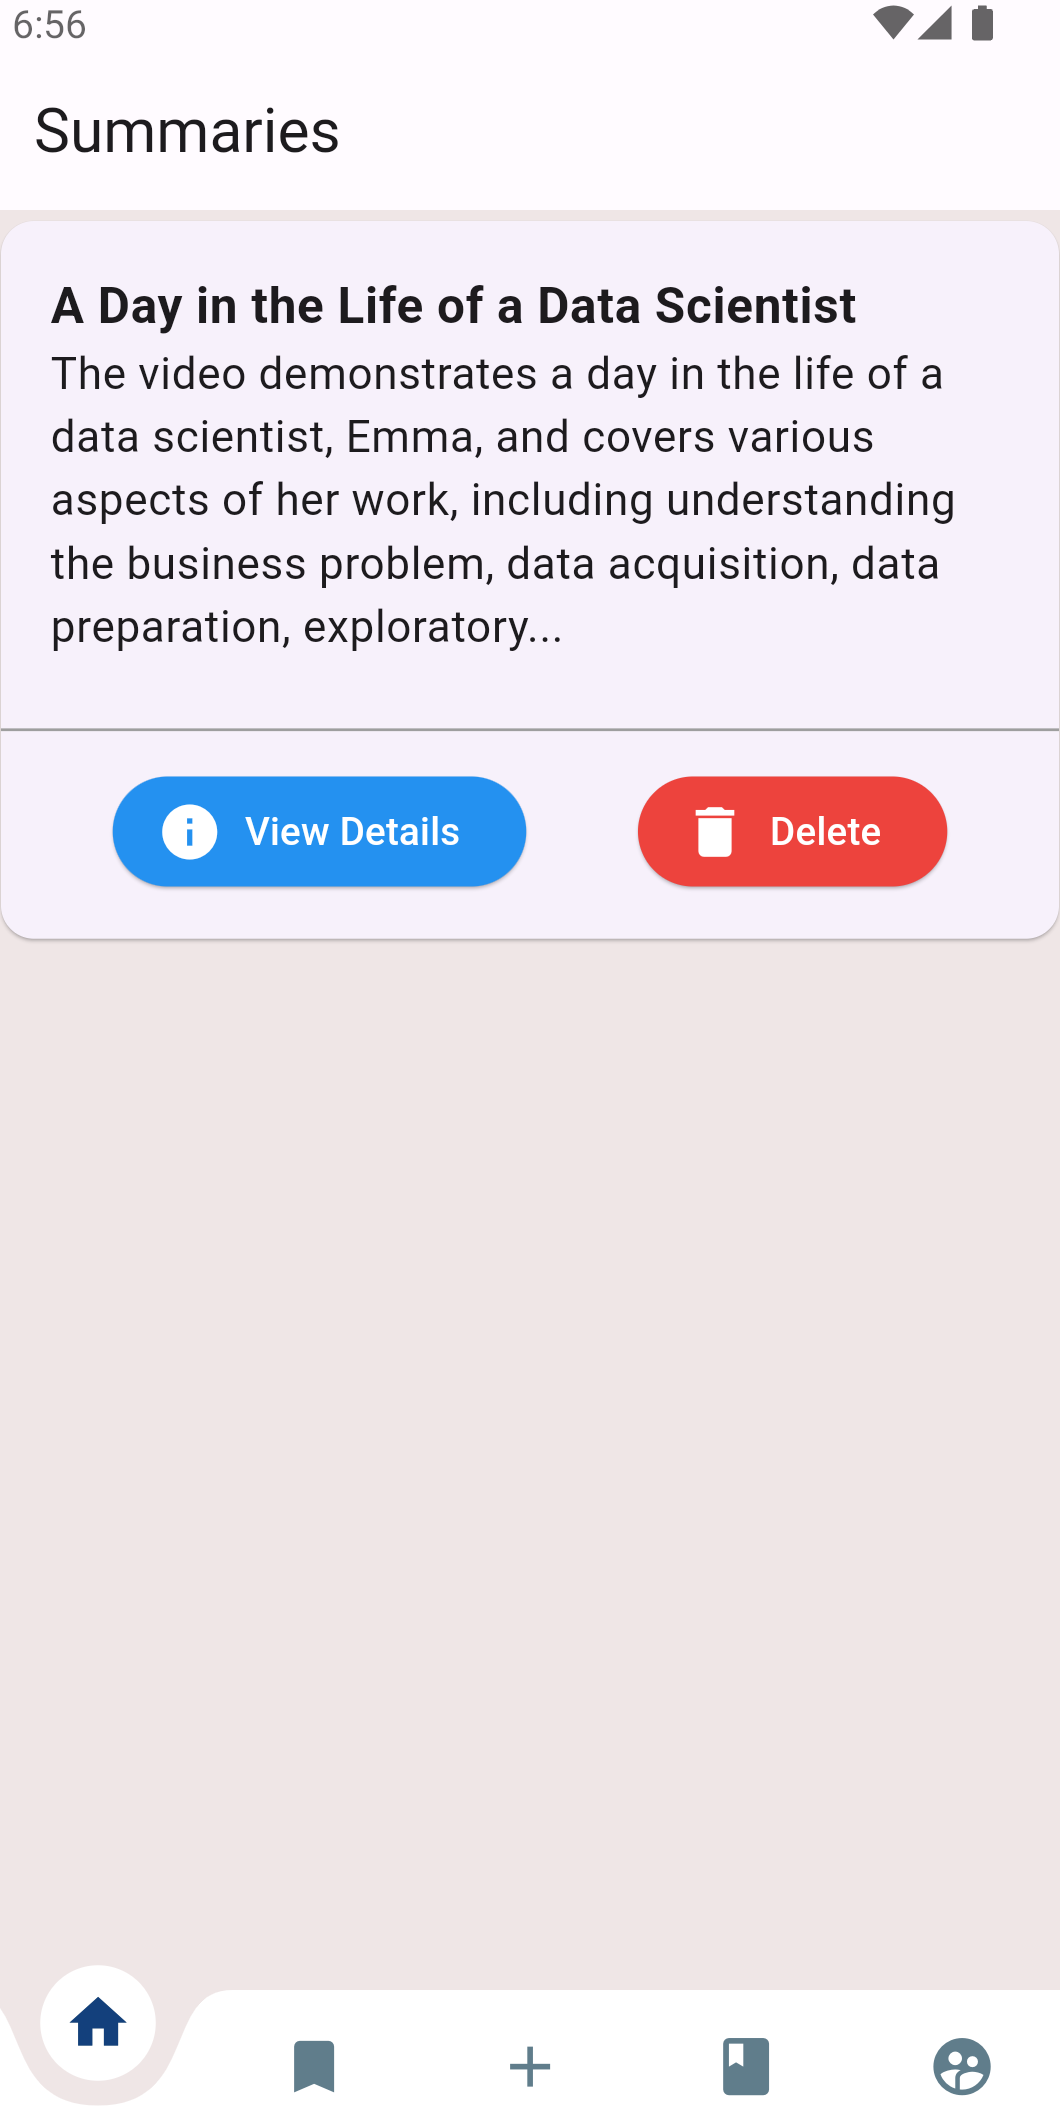 6:56
Summaries
A Day in the Life of a Data Scientist
The video demonstrates a day in the life of a
data scientist, Emma, and covers various
aspects of her work, including understanding
the business problem, data acquisition, data
preparation, exploratory...
View Details
Delete